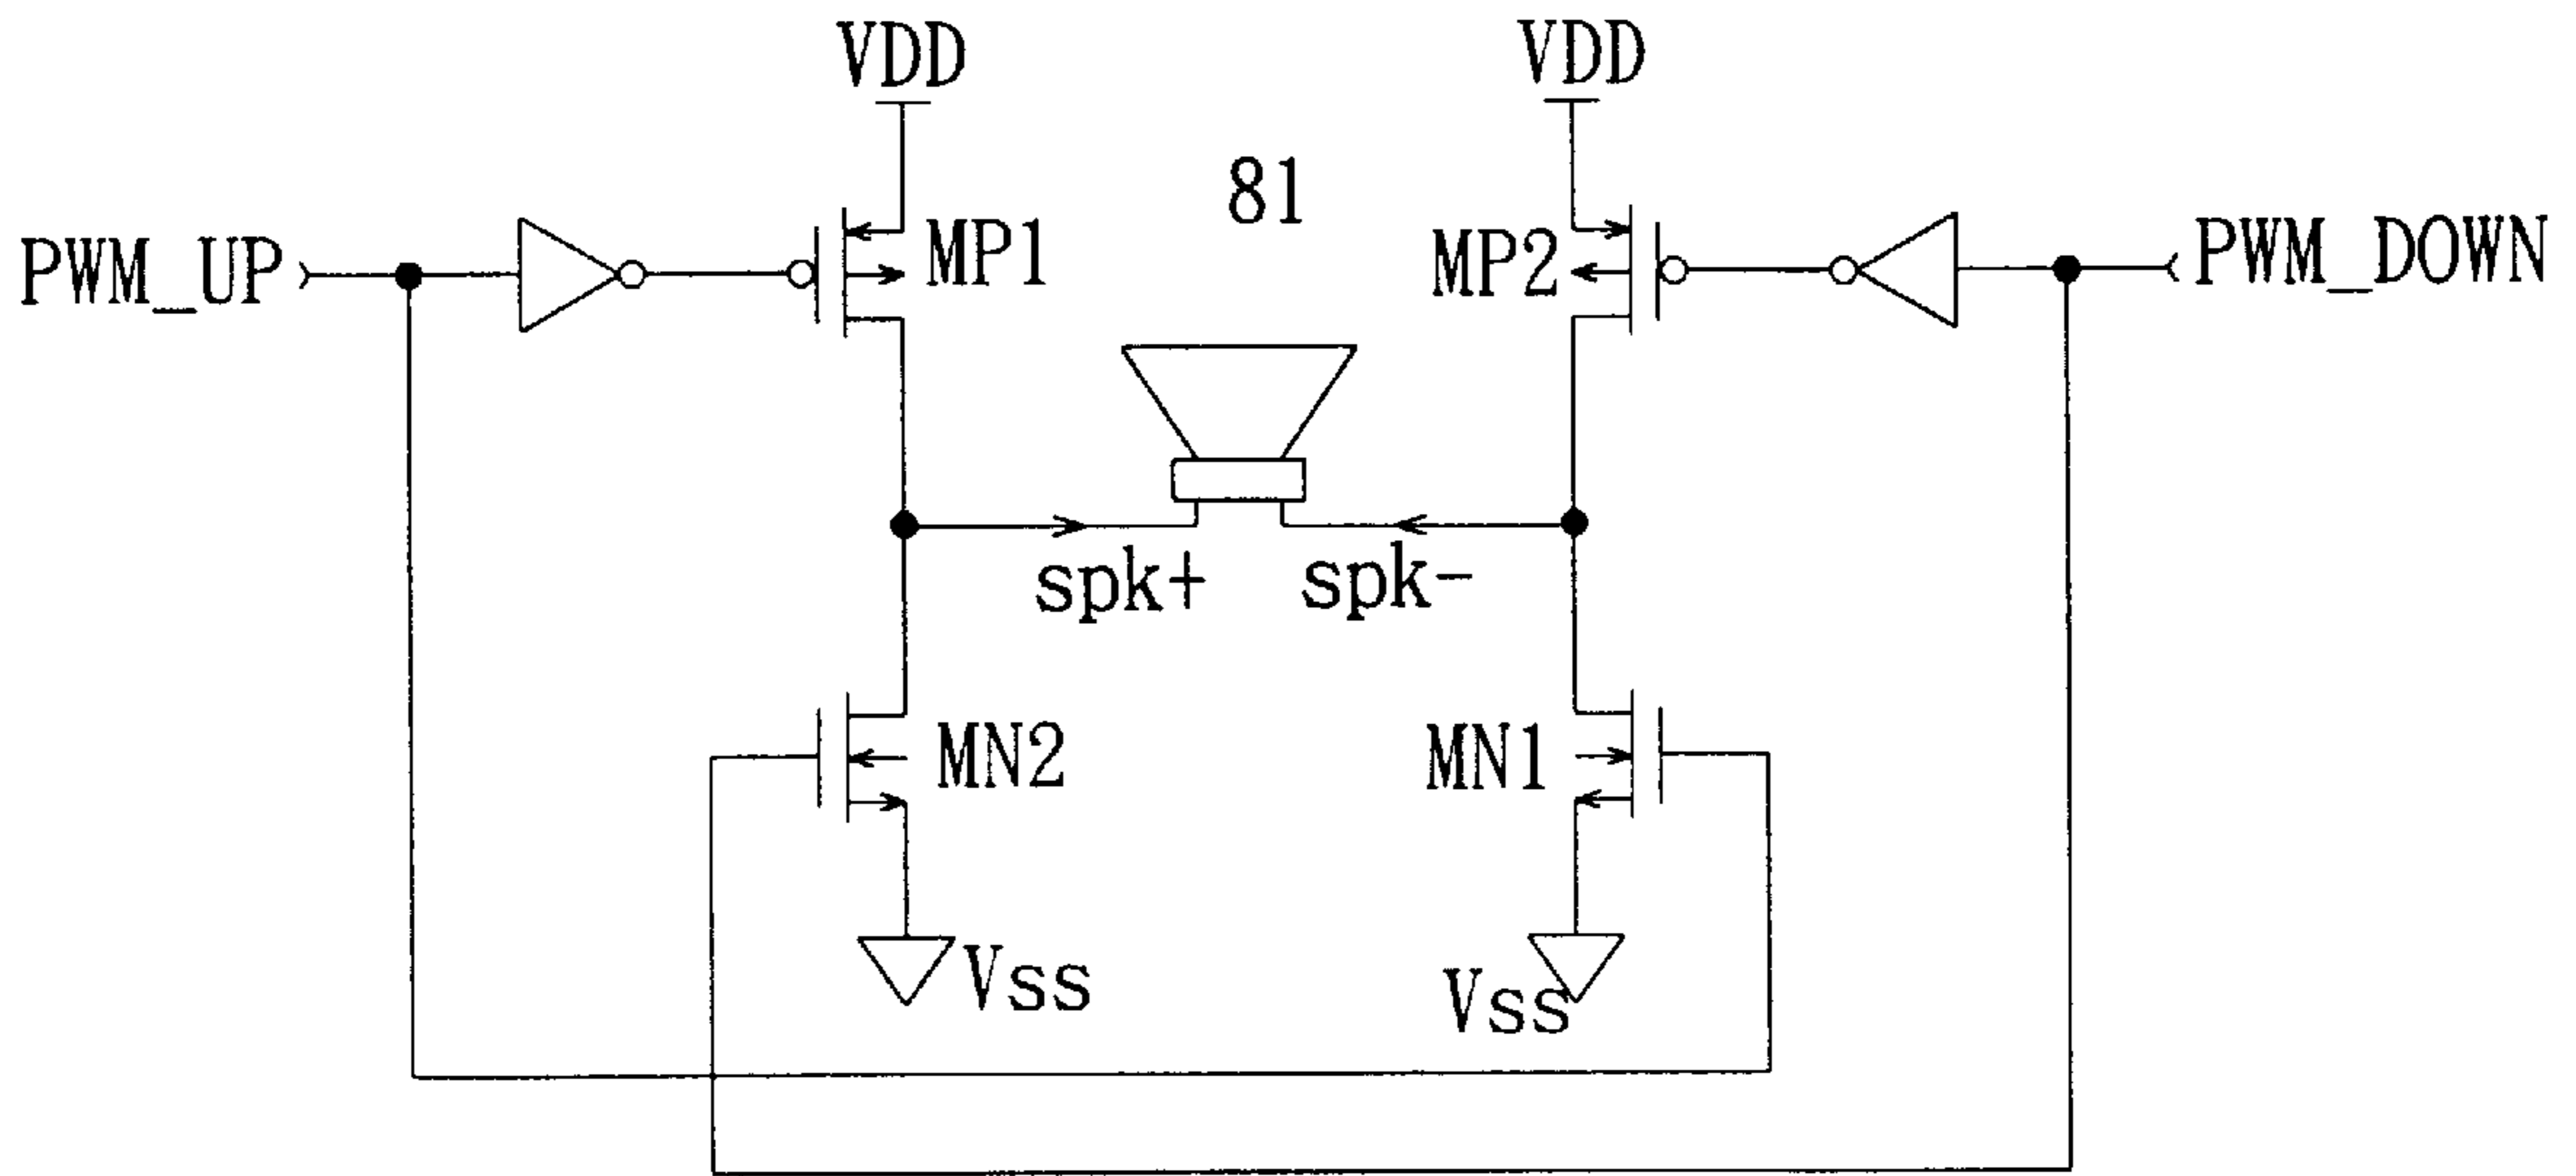 VDD
VDD
81
PWM_UP
MP1
MP2
PWM_DOWN
spk+
spk-
MN2
MN1
Vss
Vss